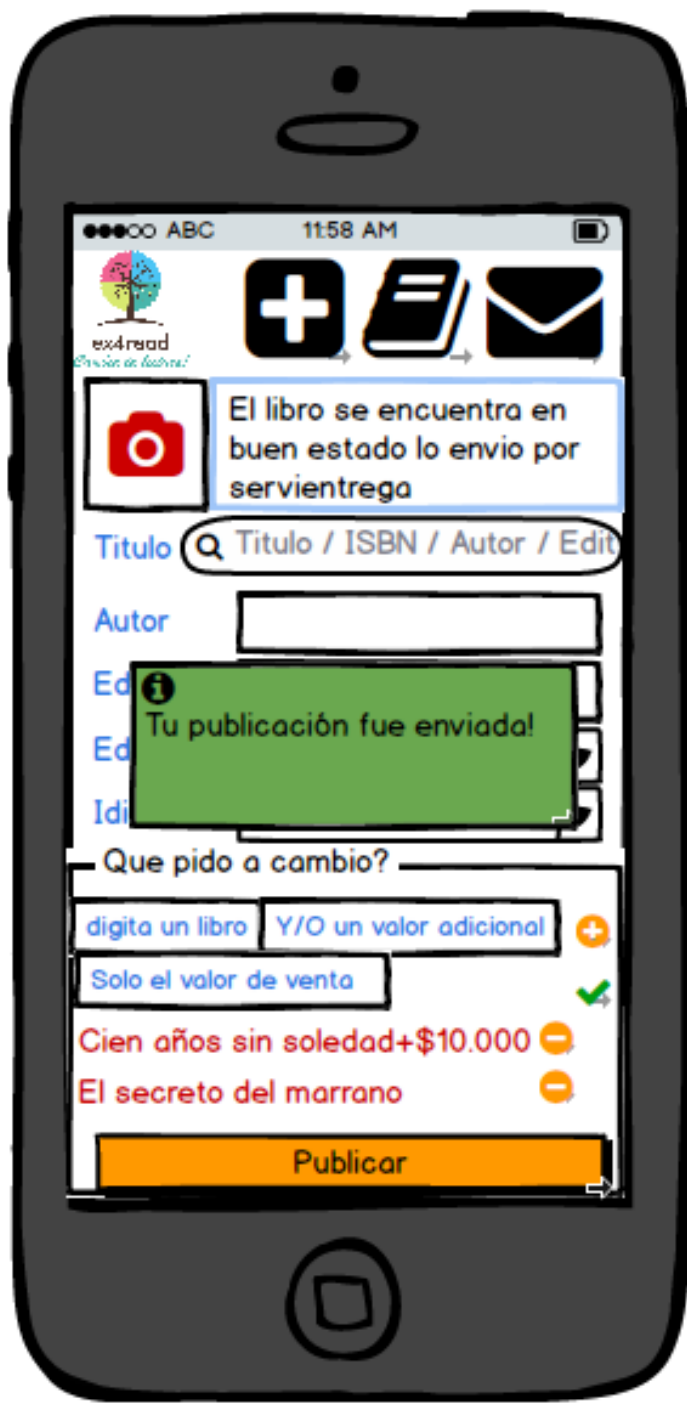 ABC 11:58 AM
ex4read
El libro se encuentra en
buen estado lo envio por
servientrega
Titulo Titulo / ISBN / Autor / Edit
Autor
Ed
Tu publicación fue enviada!
Ed
Idi
Que pido a cambio?
digita un libro Y/O un valor adicional
Solo el valor de venta
Cien años sin soledad+$10.000
El secreto del marrano
Publicar